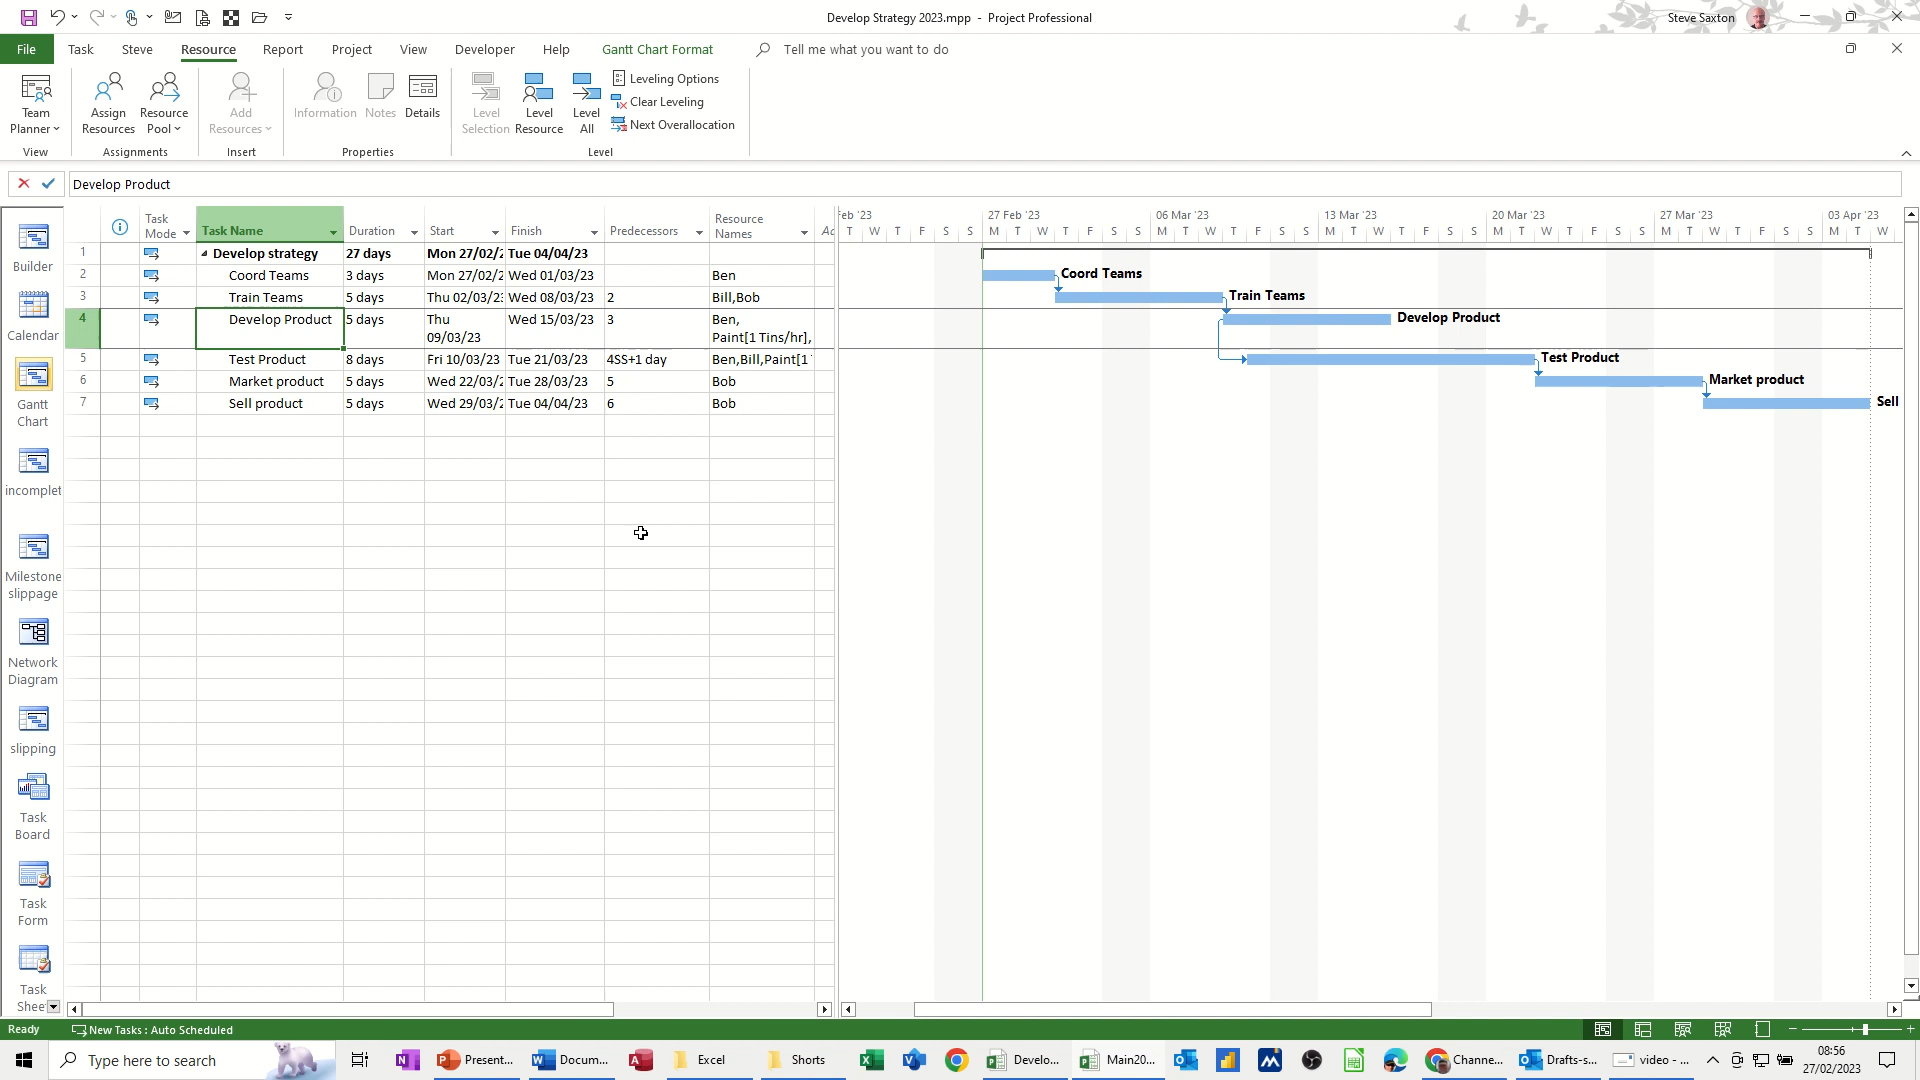 Develop Strategy 2023.mpp - Project Professional
Steve Saxton
File Task Steve Resource Report Project View Developer Help Gantt Chart Format Tell me what you want to do
Team Planner
Assign Resources
Resource Pool
Add Resources
Information
Notes
Details
Level Selection
Level Resource
Level All
Leveling Options
Clear Leveling
Next Overallocation
View Assignments Insert Properties Level
Develop Product
Task Mode Task Name Duration Start Finish Predecessors Resource Names Ac
1 Develop strategy 27 days Mon 27/02/2 Tue 04/04/23
2 Coord Teams 3 days Mon 27/02/2 Wed 01/03/23 Ben
3 Train Teams 5 days Thu 02/03/2 Wed 08/03/23 2 Bill,Bob
4 Develop Product 5 days Thu 09/03/23 Wed 15/03/23 3 Ben, Paint[1 Tins/hr],
5 Test Product 8 days Fri 10/03/23 Tue 21/03/23 4SS+1 day Ben,Bill,Paint[1
6 Market product 5 days Wed 22/03/2 Tue 28/03/23 5 Bob
7 Sell product 5 days Wed 29/03/2 Tue 04/04/23 6 Bob
Feb '23 27 Feb '23 06 Mar '23 13 Mar '23 20 Mar '23 27 Mar '23 03 Apr '23
T W T F S S M T W T F S S M T W T F S S M T W T F S S M T W T F S S M T W T F S S M T W
Coord Teams
Train Teams
Develop Product
Test Product
Market product
Sell
Builder
Calendar
Gantt Chart
incomplet
Milestone slippage
Network Diagram
slipping
Task Board
Task Form
Task Shee
Ready New Tasks : Auto Scheduled
Type here to search
Present...
Docum...
Excel
Shorts
Develo...
Main20...
Channe...
Drafts-s...
video - ...
08:56
27/02/2023